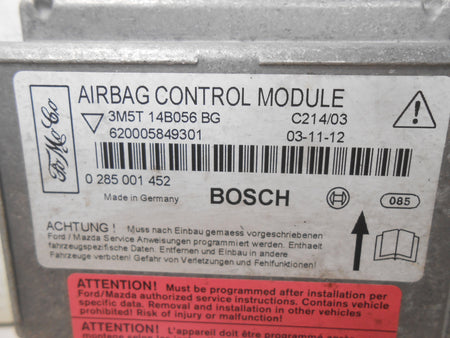 FoMoCo
AIRBAG CONTROL MODULE
3M5T 14B056 BG C214/03
620005849301 03-11-12
0 285 001 452 BOSCH 085
Made in Germany
ACHTUNG ! Muss nach Einbau gemaess vorgeschriebenen
Ford / Mazda Service Anweisungen programmiert werden. Enthaelt
fahrzeugspezifische Daten. Entfernen und Einbau in andere
Fahrzeuge verboten! Gefahr von Verletzungen und Fehlfunktionen!
ATTENTION! Must be programmed after installation per
Ford/Mazda authorized service instructions. Contains vehicle
specific data. Removal and installation in other vehicles
prohibited! Risk of injury or malfunction!
ATTENTION ! L'appareil doit être programmé après